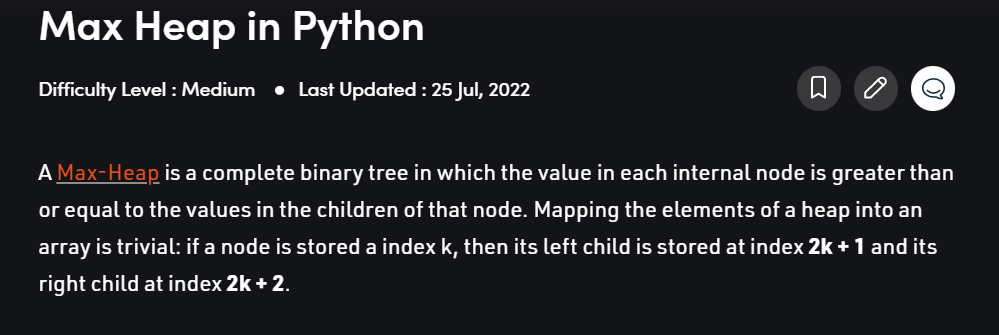 Max Heap in Python
Difficulty Level : Medium ● Last Updated : 25 Jul, 2022
A Max-Heap is a complete binary tree in which the value in each internal node is greater than
or equal to the values in the children of that node. Mapping the elements of a heap into an
array is trivial: if a node is stored a index k, then its left child is stored at index 2k + 1 and its
right child at index 2k + 2.